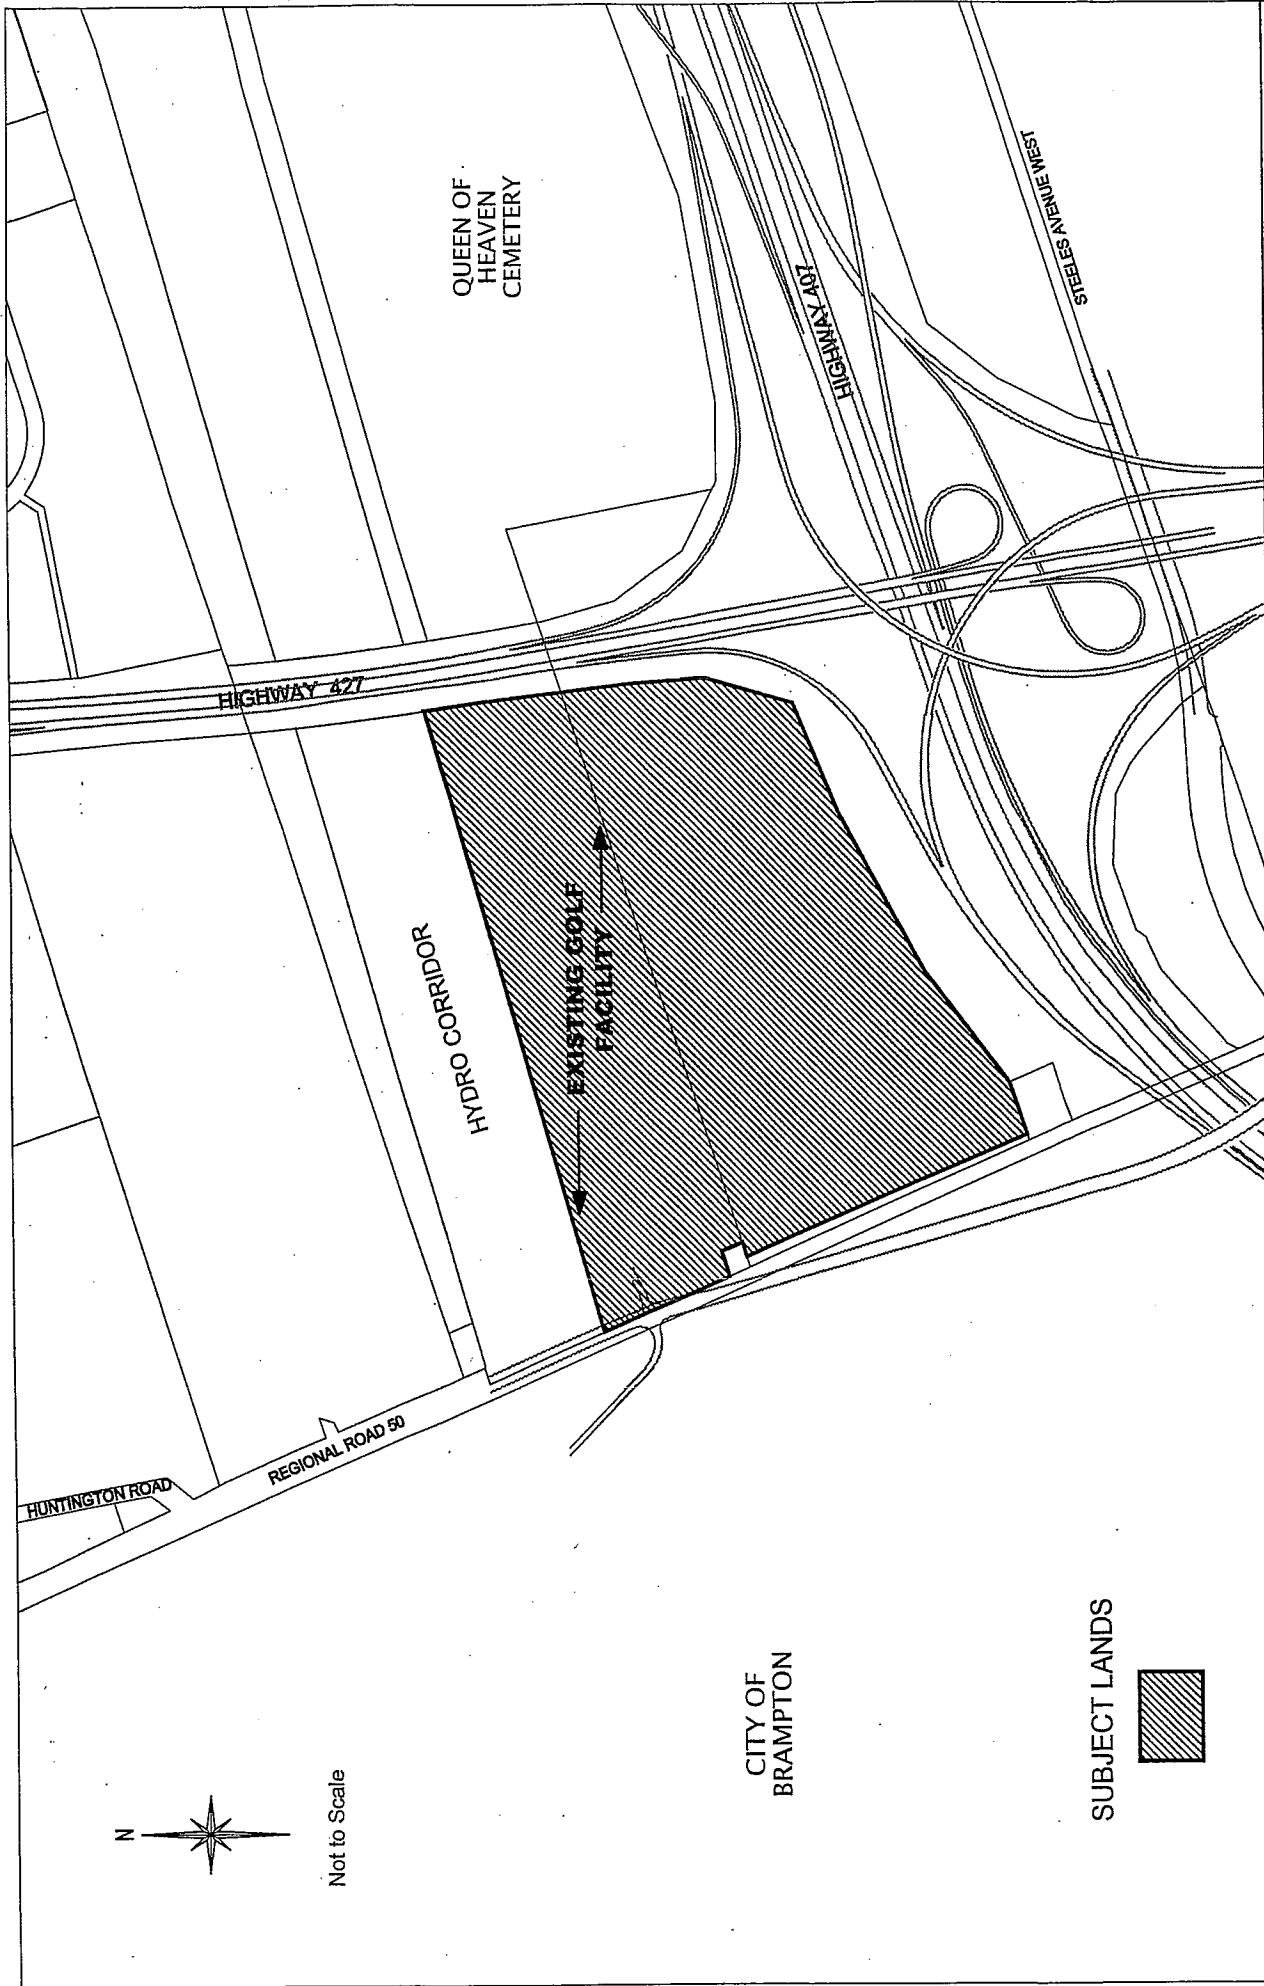 QUEEN OF
HEAVEN
CEMETERY
STEELES AVENUE WEST
HIGHWAY 407
HIGHWAY 427
HYDRO CORRIDOR
EXISTING GOLF
FACILITY
REGIONAL ROAD 50
HUNTINGTON ROAD
N
Not to Scale
CITY OF
BRAMPTON
SUBJECT LANDS